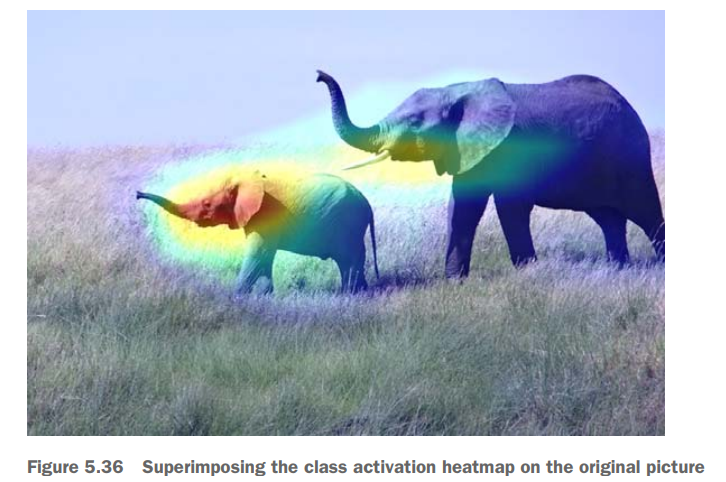 Figure 5.36 Superimposing the class activation heatmap on the original picture